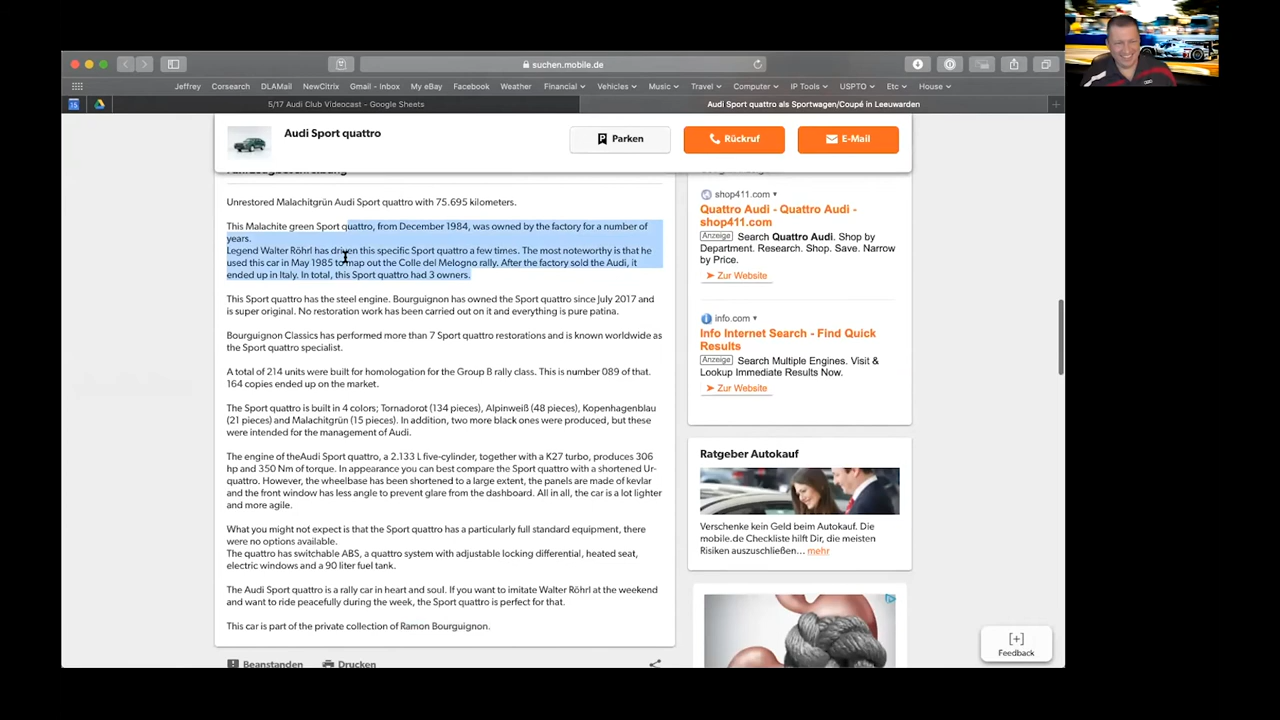 suchen.mobile.de
Jeffrey Corsearch DLAMail NewCitrix Gmail - Inbox My eBay Facebook Weather Financial Vehicles Music Travel Computer IP Tools USPTO Etc House
5/17 Audi Club Videocast - Google Sheets
Audi Sport quattro als Sportwagen/Coupé in Leeuwarden
Audi Sport quattro
Parken
Rückruf
E-Mail
Fahrzeugbeschreibung
Unrestored Malachitgrün Audi Sport quattro with 75.695 kilometers.
This Malachite green Sport quattro, from December 1984, was owned by the factory for a number of
years.
Legend Walter Röhrl has driven this specific Sport quattro a few times. The most noteworthy is that he
used this car in May 1985 to map out the Colle del Melogno rally. After the factory sold the Audi, it
ended up in Italy. In total, this Sport quattro had 3 owners.
This Sport quattro has the steel engine. Bourguignon has owned the Sport quattro since July 2017 and
is super original. No restoration work has been carried out on it and everything is pure patina.
Bourguignon Classics has performed more than 7 Sport quattro restorations and is known worldwide as
the Sport quattro specialist.
A total of 214 units were built for homologation for the Group B rally class. This is number 089 of that.
164 copies ended up on the market.
The Sport quattro is built in 4 colors; Tornadorot (134 pieces), Alpinweiß (48 pieces), Kopenhagenblau
(21 pieces) and Malachitgrün (15 pieces). In addition, two more black ones were produced, but these
were intended for the management of Audi.
The engine of theAudi Sport quattro, a 2.133 L five-cylinder, together with a K27 turbo, produces 306
hp and 350 Nm of torque. In appearance you can best compare the Sport quattro with a shortened Ur-
quattro. However, the wheelbase has been shortened to a large extent, the panels are made of kevlar
and the front window has less angle to prevent glare from the dashboard. All in all, the car is a lot lighter
and more agile.
What you might not expect is that the Sport quattro has a particularly full standard equipment, there
were no options available.
The quattro has switchable ABS, a quattro system with adjustable locking differential, heated seat,
electric windows and a 90 liter fuel tank.
The Audi Sport quattro is a rally car in heart and soul. If you want to imitate Walter Röhrl at the weekend
and want to ride peacefully during the week, the Sport quattro is perfect for that.
This car is part of the private collection of Ramon Bourguignon.
Beanstanden
Drucken
shop411.com
Quattro Audi - Quattro Audi -
shop411.com
Anzeige Search Quattro Audi. Shop by
Department. Research. Shop. Save. Narrow
by Price.
Zur Website
info.com
Info Internet Search - Find Quick
Results
Anzeige Search Multiple Engines. Visit &
Lookup Immediate Results Now.
Zur Website
Ratgeber Autokauf
Verschenke kein Geld beim Autokauf. Die
mobile.de Checkliste hilft Dir, die meisten
Risiken auszuschließen... mehr
[+]
Feedback